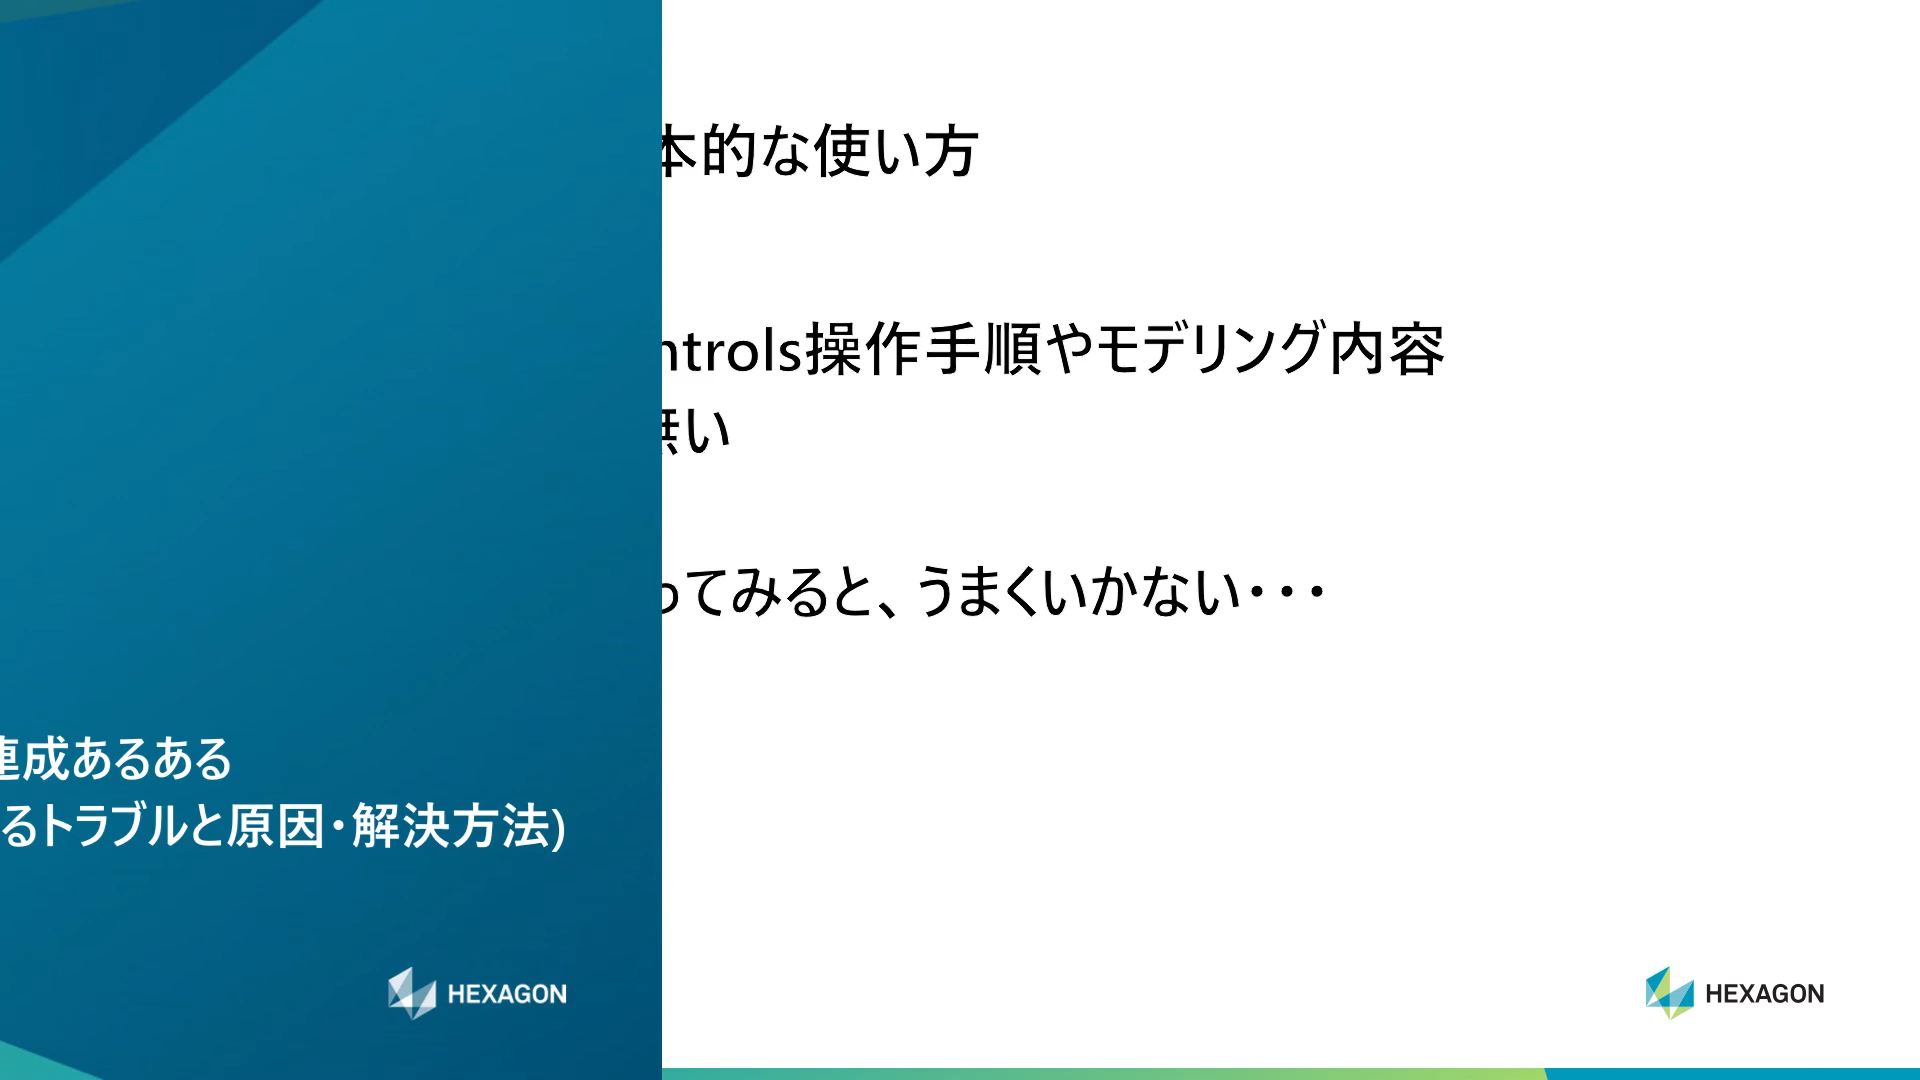 本的な使い方
ntrols操作手順やモデリング内容
無い
ってみると、うまくいかない・・・
連成あるある
るトラブルと原因・解決方法)
HEXAGON
HEXAGON